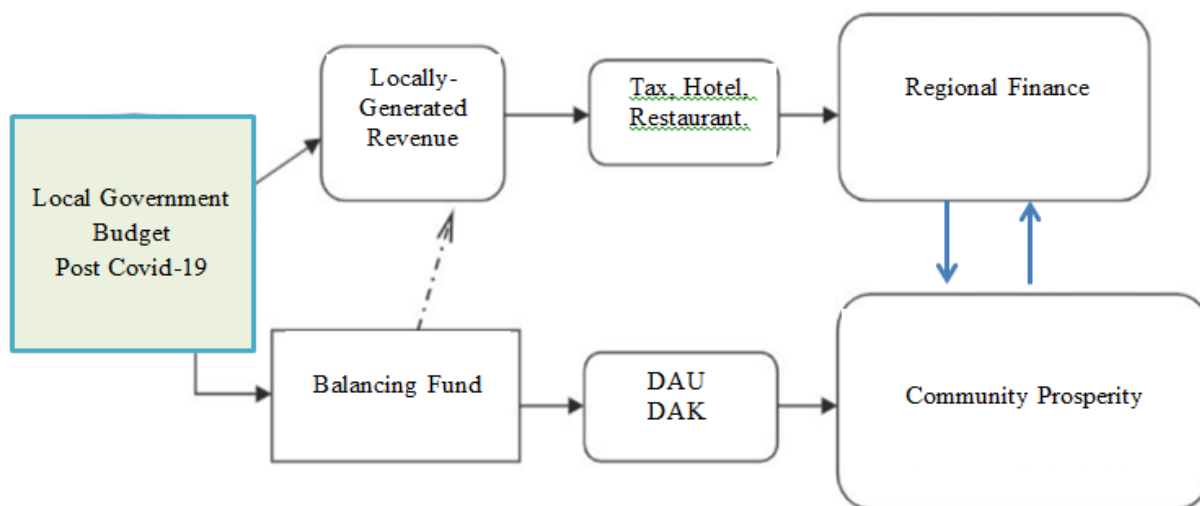 Local Government
Budget
Post Covid-19
Locally-
Generated
Revenue
Tax, Hotel,
Restaurant.
Regional Finance
Balancing Fund
DAU
DAK
Community Prosperity